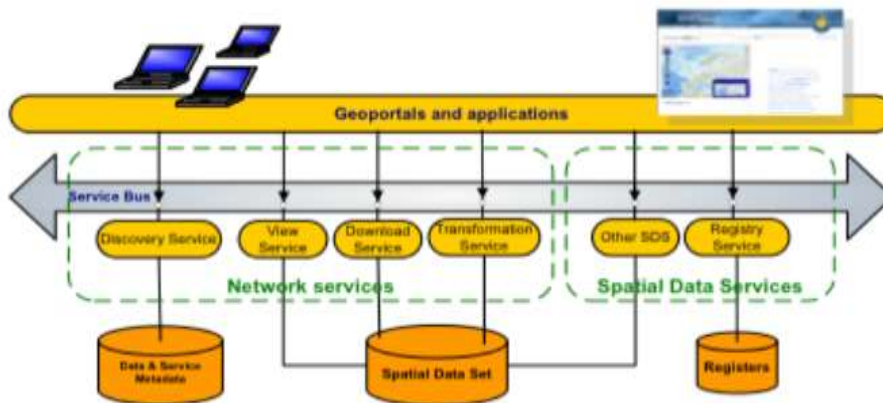 Geoportals and applications
Service Bus
Discovery Service
View
Service
Download
Service
Transformation
Service
Other SDS
Registry
Service
Network services
Spatial Data Services
Data & Service
Metadata
Spatial Data Set
Registers